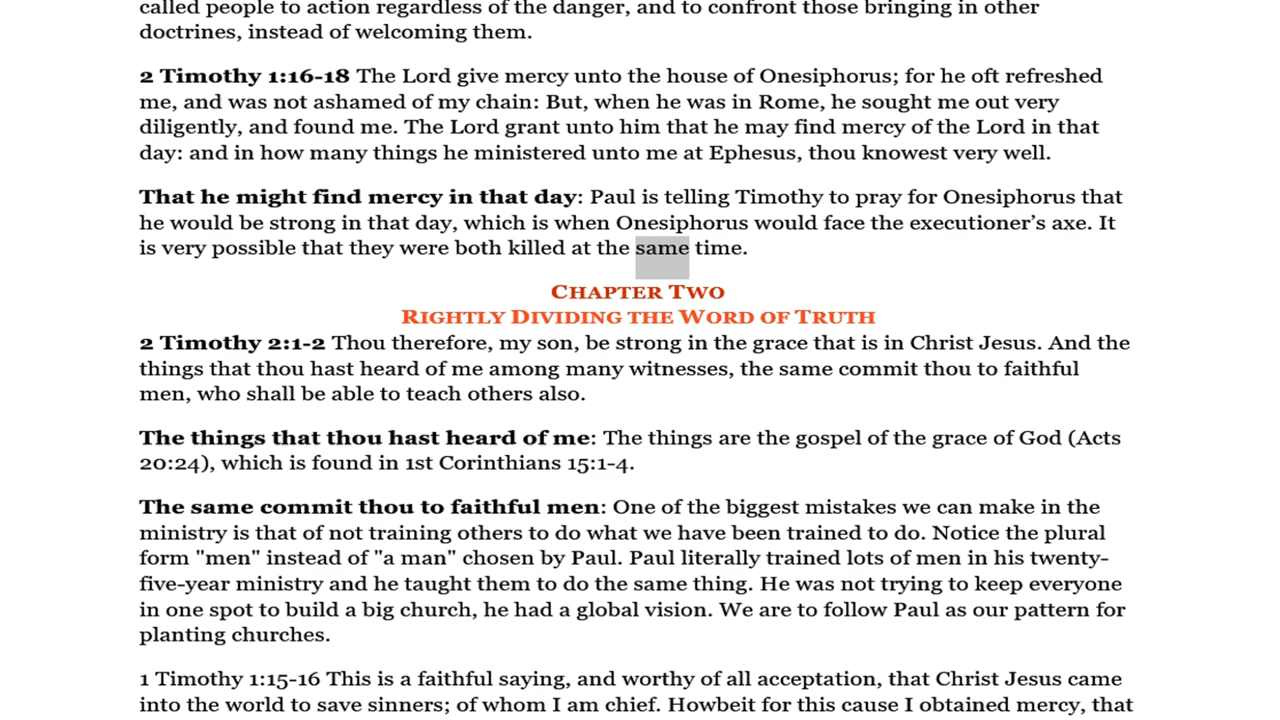 called people to action regardless of the danger, and to confront those bringing in other
doctrines, instead of welcoming them.
2 Timothy 1:16-18 The Lord give mercy unto the house of Onesiphorus; for he oft refreshed
me, and was not ashamed of my chain: But, when he was in Rome, he sought me out very
diligently, and found me. The Lord grant unto him that he may find mercy of the Lord in that
day: and in how many things he ministered unto me at Ephesus, thou knowest very well.
That he might find mercy in that day: Paul is telling Timothy to pray for Onesiphorus that
he would be strong in that day, which is when Onesiphorus would face the executioner’s axe. It
is very possible that they were both killed at the same time.
Chapter Two
Rightly Dividing the Word of Truth
2 Timothy 2:1-2 Thou therefore, my son, be strong in the grace that is in Christ Jesus. And the
things that thou hast heard of me among many witnesses, the same commit thou to faithful
men, who shall be able to teach others also.
The things that thou hast heard of me: The things are the gospel of the grace of God (Acts
20:24), which is found in 1st Corinthians 15:1-4.
The same commit thou to faithful men: One of the biggest mistakes we can make in the
ministry is that of not training others to do what we have been trained to do. Notice the plural
form "men" instead of "a man" chosen by Paul. Paul literally trained lots of men in his twenty-
five-year ministry and he taught them to do the same thing. He was not trying to keep everyone
in one spot to build a big church, he had a global vision. We are to follow Paul as our pattern for
planting churches.
1 Timothy 1:15-16 This is a faithful saying, and worthy of all acceptation, that Christ Jesus came
into the world to save sinners; of whom I am chief. Howbeit for this cause I obtained mercy, that